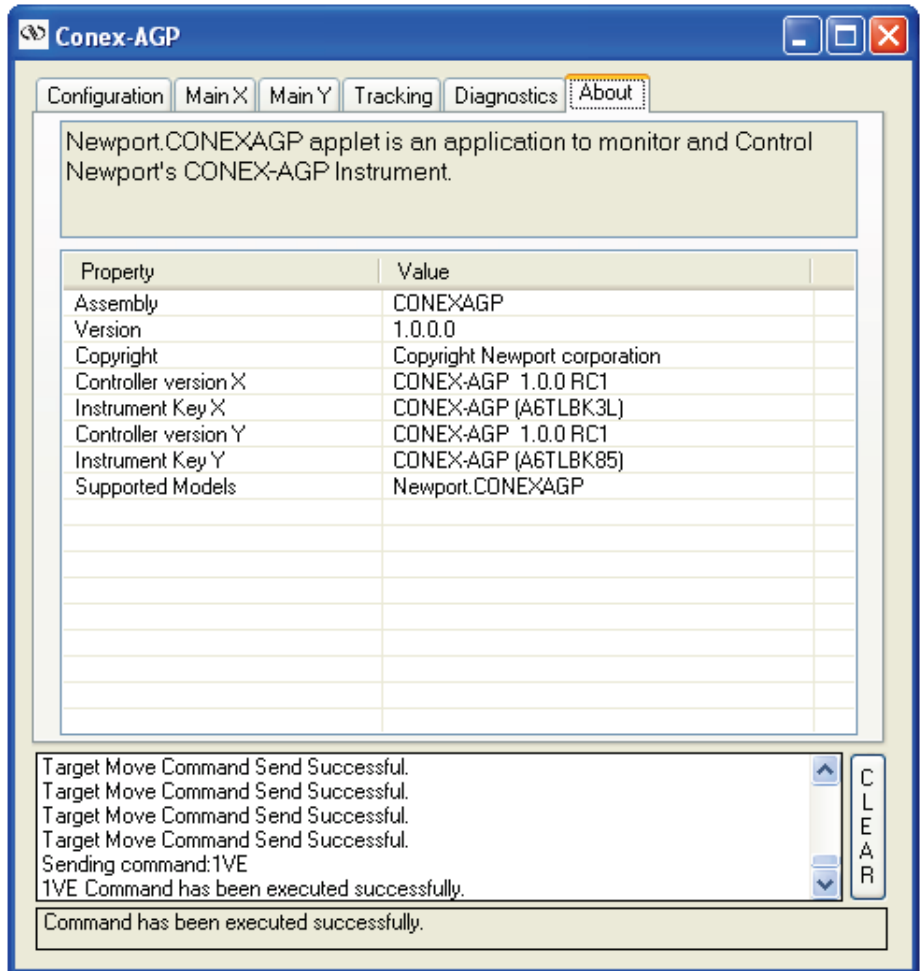 Conex-AGP
Configuration Main X Main Y Tracking Diagnostics About
Newport.CONEXAGP applet is an application to monitor and Control
Newport's CONEX-AGP Instrument.
Property Value
Assembly CONEXAGP
Version 1.0.0.0
Copyright Copyright Newport corporation
Controller version X CONEX-AGP 1.0.0 RC1
Instrument Key X CONEX-AGP (A6TLBK3L)
Controller version Y CONEX-AGP 1.0.0 RC1
Instrument Key Y CONEX-AGP (A6TLBK85)
Supported Models Newport.CONEXAGP
Target Move Command Send Successful.
Target Move Command Send Successful.
Target Move Command Send Successful.
Target Move Command Send Successful.
Sending command:1VE
1VE Command has been executed successfully.
CLEAR
Command has been executed successfully.